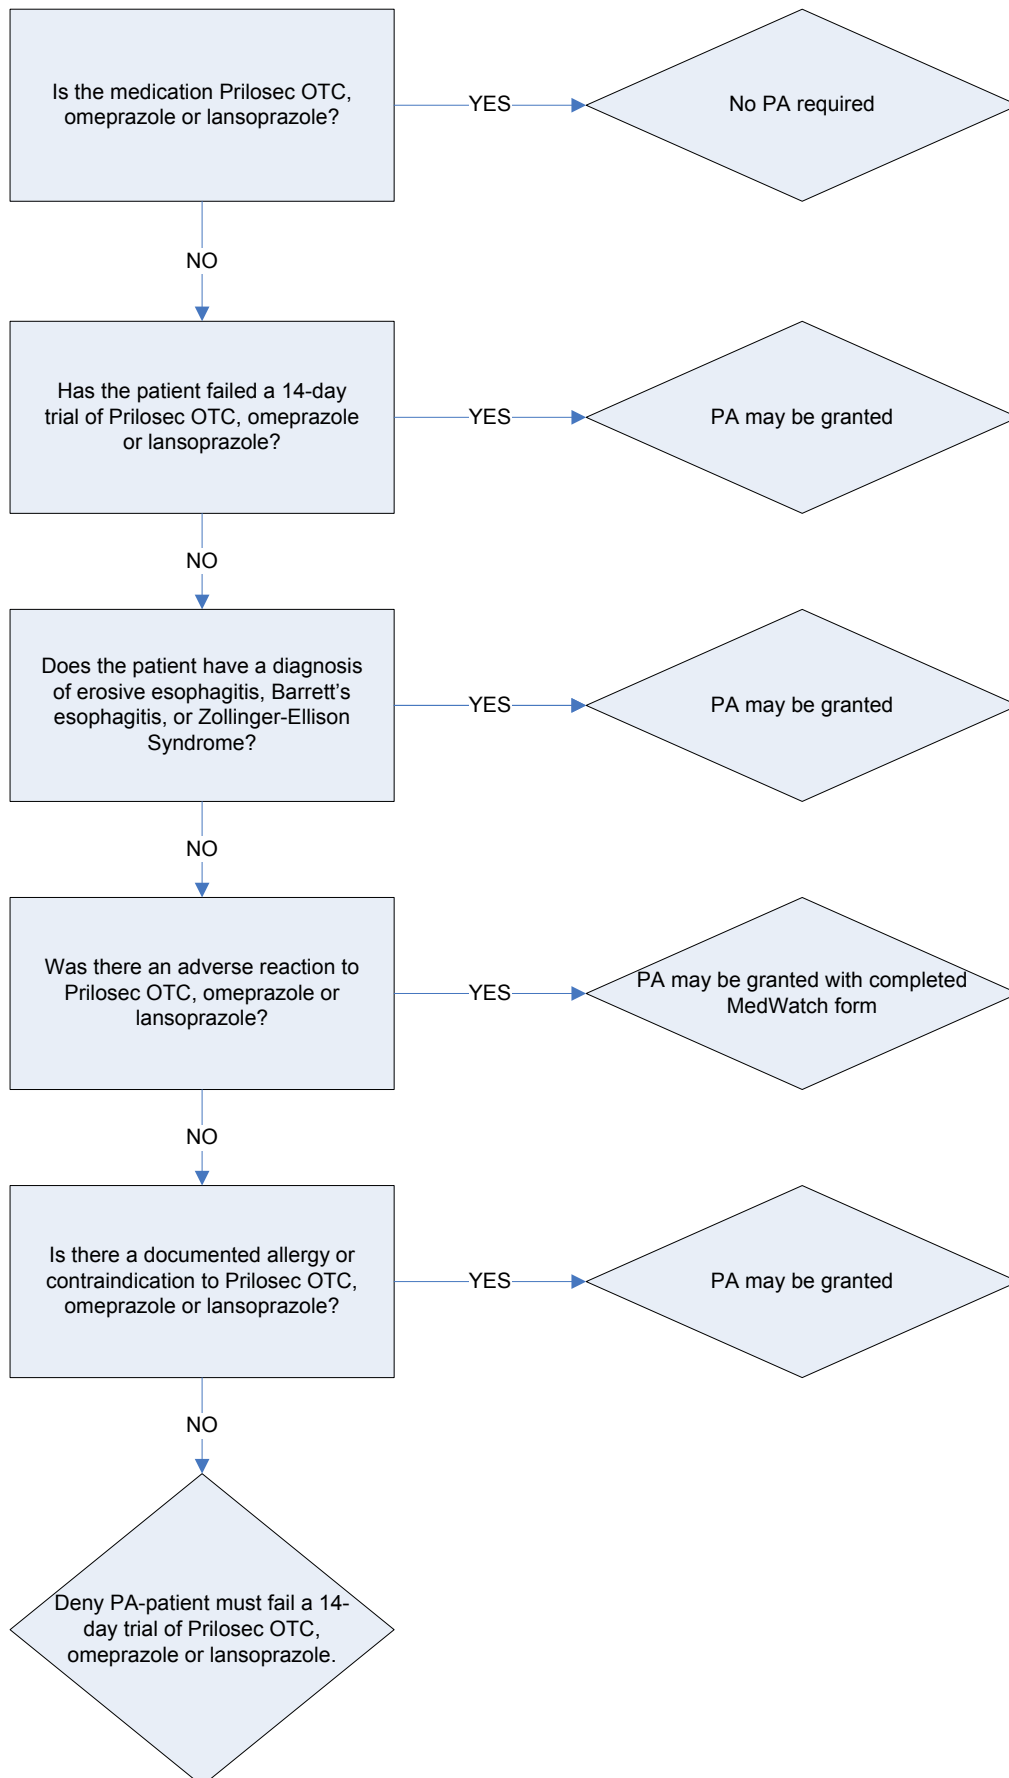 Is the medication Prilosec OTC,
omeprazole or lansoprazole?
YES
No PA required
NO
Has the patient failed a 14-day
trial of Prilosec OTC, omeprazole
or lansoprazole?
YES
PA may be granted
NO
Does the patient have a diagnosis
of erosive esophagitis, Barrett’s
esophagitis, or Zollinger-Ellison
Syndrome?
YES
PA may be granted
NO
Was there an adverse reaction to
Prilosec OTC, omeprazole or
lansoprazole?
YES
PA may be granted with completed
MedWatch form
NO
Is there a documented allergy or
contraindication to Prilosec OTC,
omeprazole or lansoprazole?
YES
PA may be granted
NO
Deny PA-patient must fail a 14-
day trial of Prilosec OTC,
omeprazole or lansoprazole.